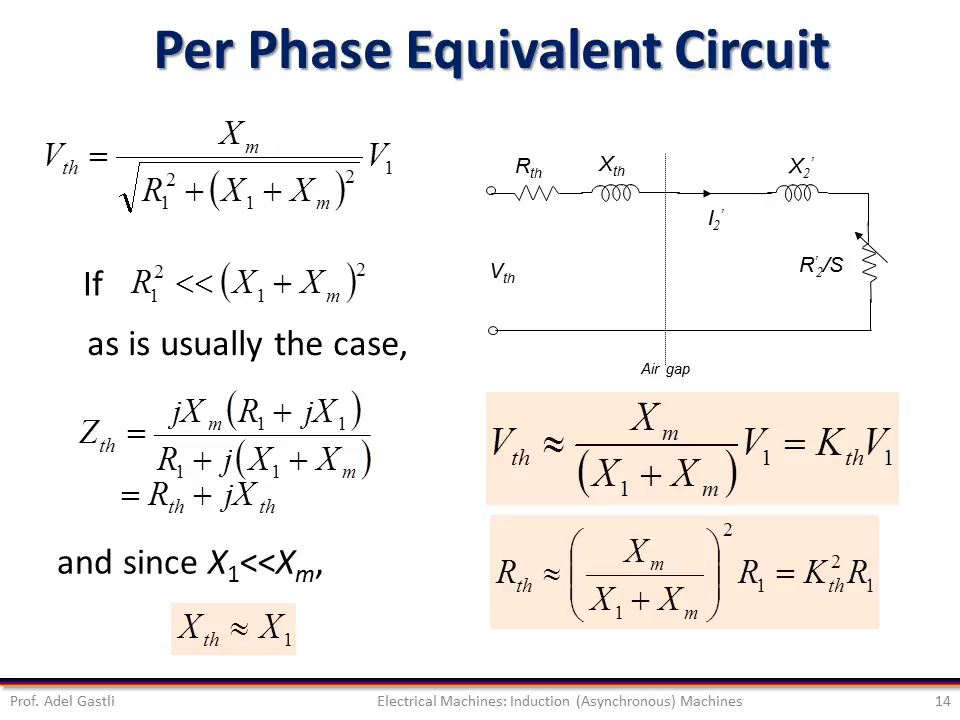 Per Phase Equivalent Circuit
V_th = X_m / √(R_1^2 + (X_1 + X_m)^2) V_1
If R_1^2 << (X_1 + X_m)^2
as is usually the case,
Z_th = jX_m(R_1 + jX_1) / (R_1 + j(X_1 + X_m))
= R_th + jX_th
and since X_1<<X_m,
X_th ≈ X_1
R_th
X_th
X_2'
I_2'
V_th
R'_2/S
Air gap
V_th ≈ X_m / (X_1 + X_m) V_1 = K_th V_1
R_th ≈ (X_m / (X_1 + X_m))^2 R_1 = K_th^2 R_1
Prof. Adel Gastli
Electrical Machines: Induction (Asynchronous) Machines
14